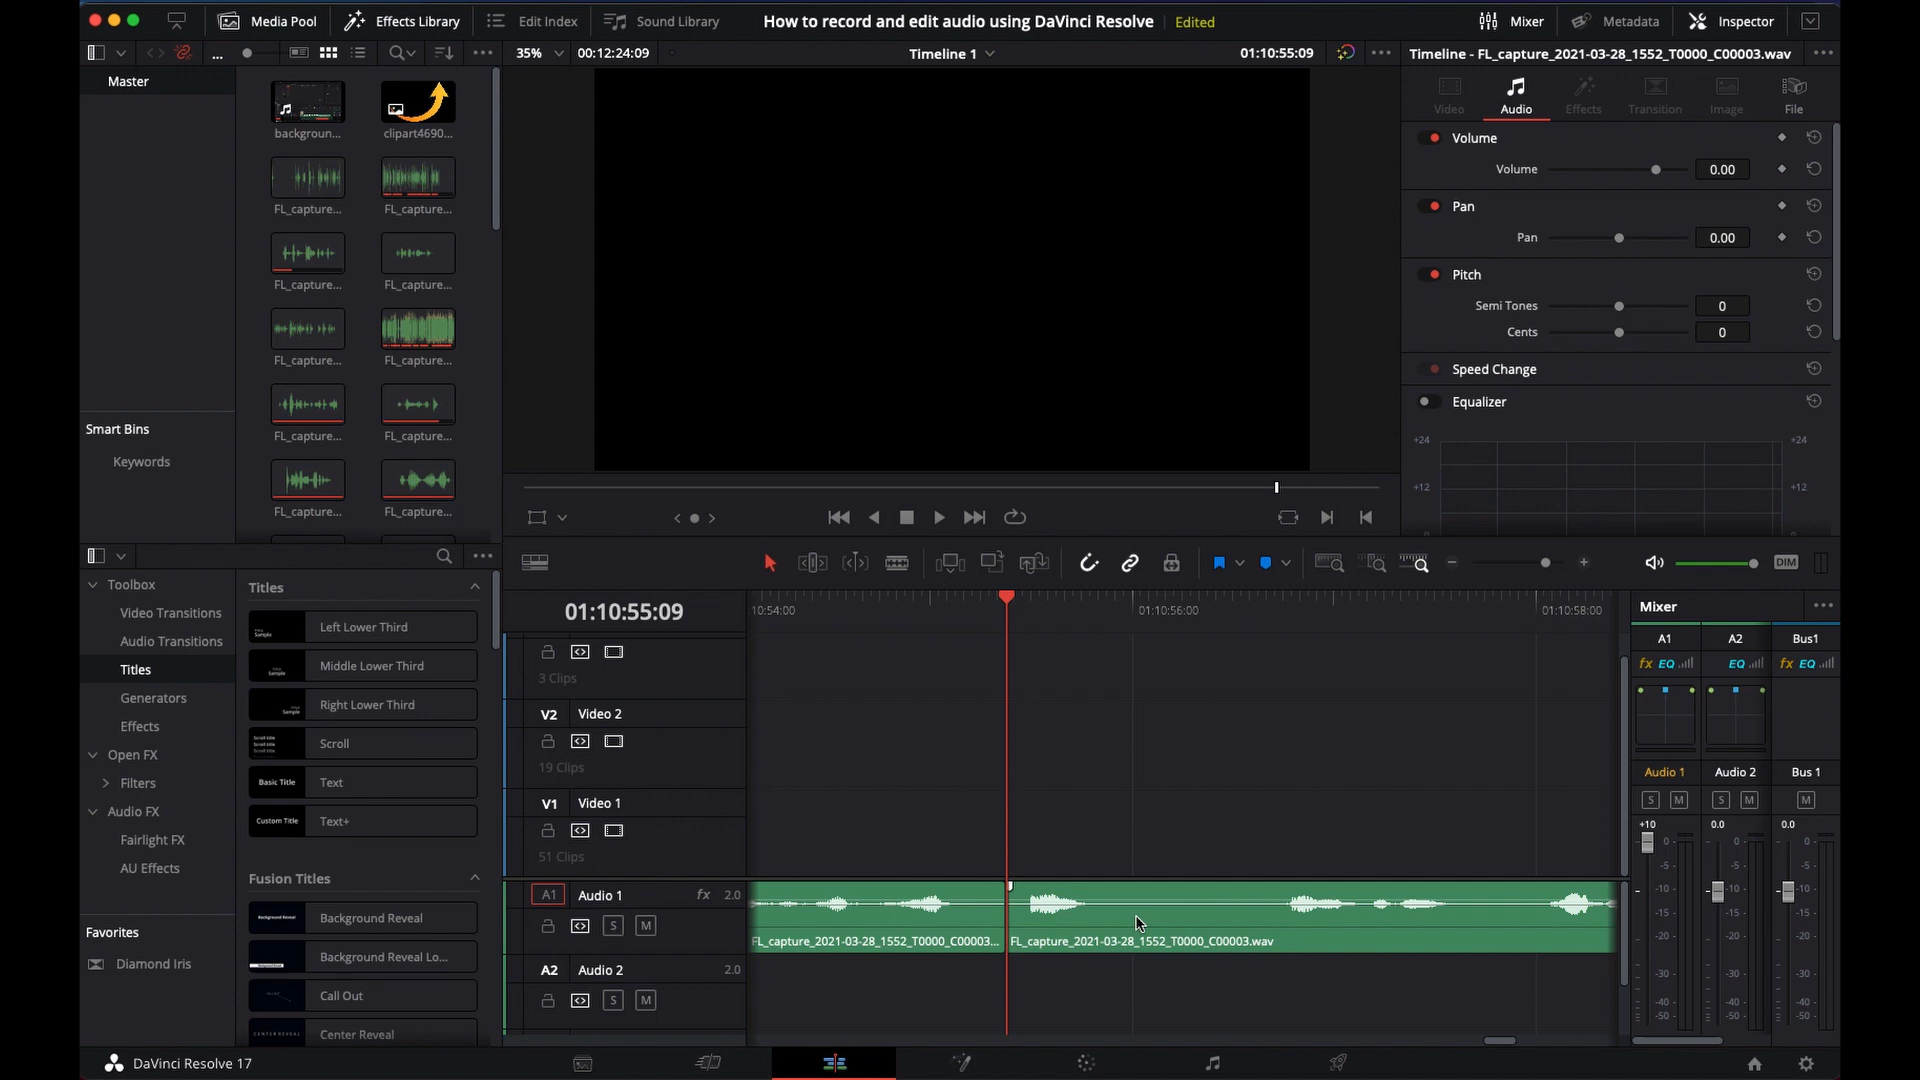 Media Pool
Effects Library
Edit Index
Sound Library
How to record and edit audio using DaVinci Resolve
Edited
Mixer
Metadata
Inspector
35%
00:12:24:09
Timeline 1
01:10:55:09
Timeline - FL_capture_2021-03-28_1552_T0000_C00003.wav
Master
backgroun...
clipart4690...
FL_capture...
FL_capture...
FL_capture...
FL_capture...
FL_capture...
FL_capture...
FL_capture...
FL_capture...
FL_capture...
FL_capture...
Smart Bins
Keywords
Video
Audio
Effects
Transition
Image
File
Volume
Volume
0.00
Pan
Pan
0.00
Pitch
Semi Tones
0
Cents
0
Speed Change
Equalizer
+24
+24
+12
+12
0
0
Toolbox
Video Transitions
Audio Transitions
Titles
Generators
Effects
Open FX
Filters
Audio FX
Fairlight FX
AU Effects
Favorites
Diamond Iris
Titles
Left Lower Third
Middle Lower Third
Right Lower Third
Scroll
Basic Title
Text
Custom Title
Text+
Fusion Titles
Background Reveal
Background Reveal Lo...
Call Out
CENTER REVEAL
Center Reveal
DIM
01:10:55:09
10:54:00
01:10:56:00
01:10:58:00
3 Clips
V2
Video 2
19 Clips
V1
Video 1
51 Clips
A1
Audio 1
fx
2.0
S
M
A2
Audio 2
2.0
S
M
FL_capture_2021-03-28_1552_T0000_C00003...
FL_capture_2021-03-28_1552_T0000_C00003.wav
Mixer
A1
A2
Bus1
fx EQ
EQ
fx EQ
Audio 1
Audio 2
Bus 1
S
M
S
M
M
+10
0.0
0.0
0
0
0
-5
-5
-5
-10
-10
-10
-15
-15
-15
-20
-20
-20
-30
-30
-30
-40
-40
-40
-50
-50
-50
DaVinci Resolve 17